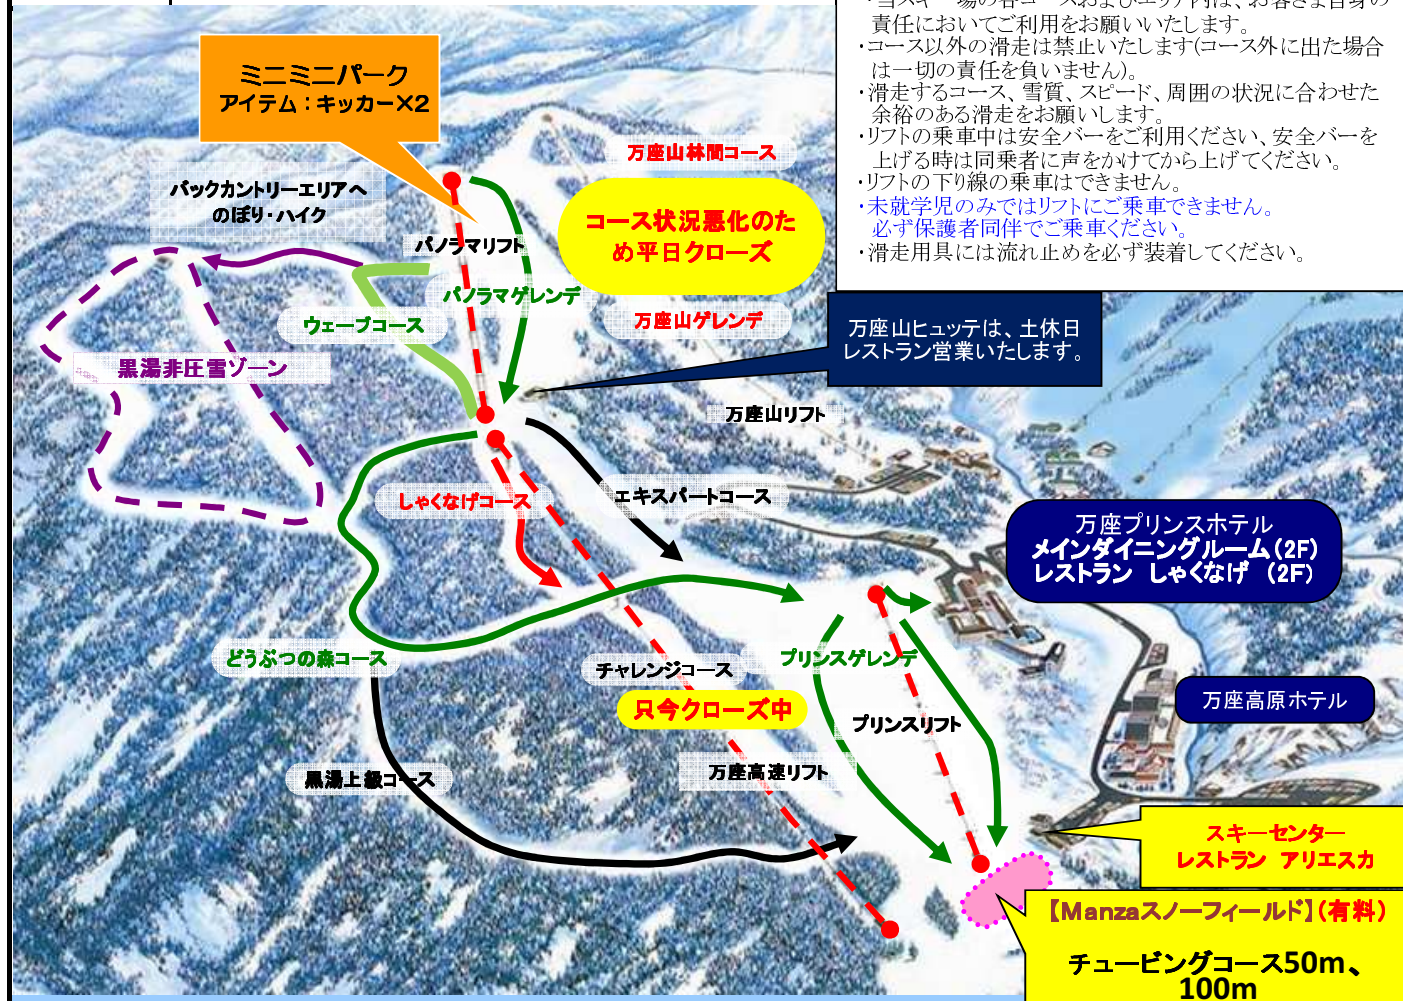 ・当スキー場の各コースおよびエリア内は、お客さま自身の
責任においてご利用をお願いいたします。
・コース以外の滑走は禁止いたします(コース外に出た場合
は一切の責任を負いません)。
・滑走するコース、雪質、スピード、周囲の状況に合わせた
余裕のある滑走をお願いします。
・リフトの乗車中は安全バーをご利用ください、安全バーを
上げる時は同乗者に声をかけてから上げてください。
・リフトの下り線の乗車はできません。
・未就学児のみではリフトにご乗車できません。
必ず保護者同伴でご乗車ください。
・滑走用具には流れ止めを必ず装着してください。
ミニミニパーク
アイテム：キッカー×2
万座山林間コース
バックカントリーエリアへ
のぼり・ハイク
コース状況悪化のた
め平日クローズ
パノラマリフト
パノラマゲレンデ
ウェーブコース
万座山ゲレンデ
万座山ヒュッテは、土休日
レストラン営業いたします。
黒湯非圧雪ゾーン
万座山リフト
しゃくなげコース
エキスパートコース
万座プリンスホテル
メインダイニングルーム(2F)
レストラン しゃくなげ (2F)
どうぶつの森コース
チャレンジコース
プリンスゲレンデ
只今クローズ中
プリンスリフト
万座高原ホテル
黒湯上級コース
万座高速リフト
スキーセンター
レストラン アリエスカ
【Manzaスノーフィールド】(有料)
チュービングコース50m、
100m